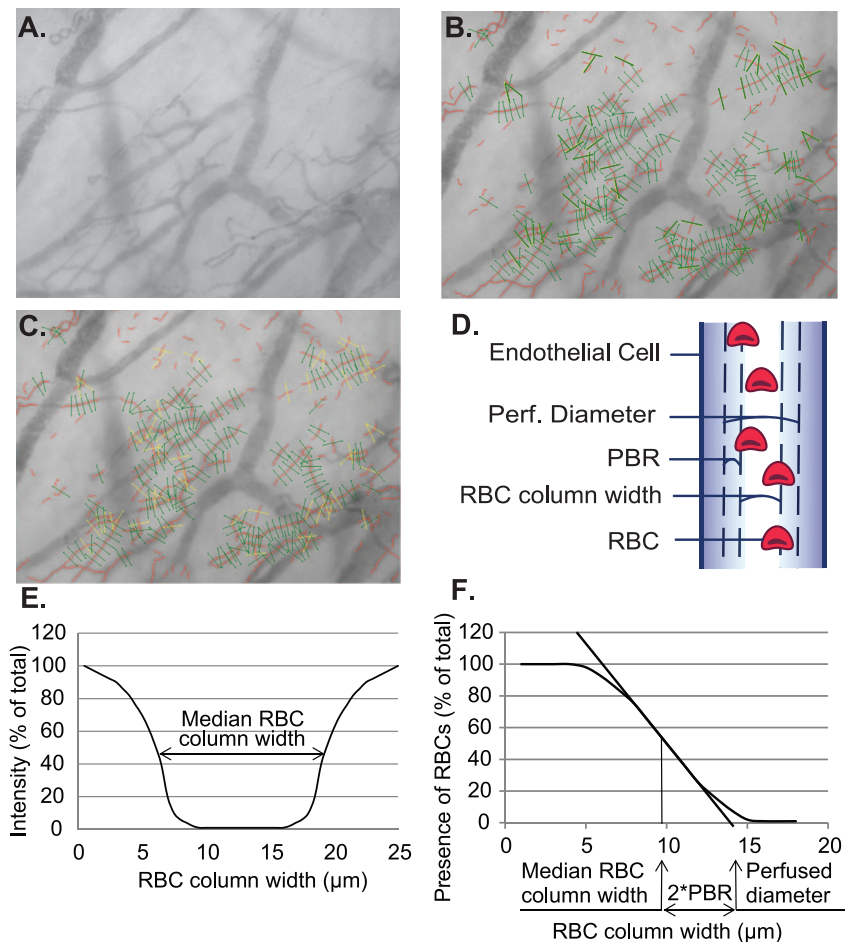 A.
B.
C.
D.
Endothelial Cell
Perf. Diameter
PBR
RBC column width
RBC
E.
120
100
80
60
40
20
0
Intensity (% of total)
Median RBC
column width
0 5 10 15 20 25
RBC column width (µm)
F.
120
100
80
60
40
20
0
Presence of RBCs (% of total)
0 5 10 15 20
Median RBC
column width
2*PBR
Perfused
diameter
RBC column width (µm)